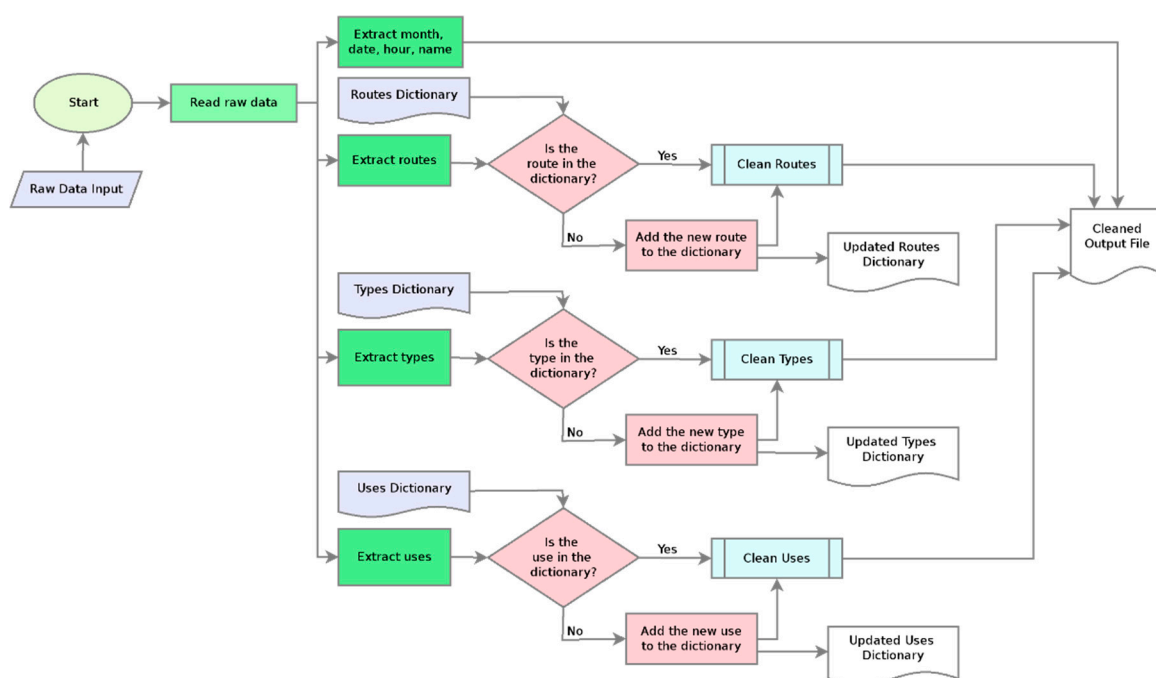 Extract month,
date, hour, name
Start
Read raw data
Raw Data Input
Routes Dictionary
Extract routes
Is the
route in the
dictionary?
Yes
Clean Routes
No
Add the new route
to the dictionary
Updated Routes
Dictionary
Cleaned
Output File
Types Dictionary
Extract types
Is the
type in the
dictionary?
Yes
Clean Types
No
Add the new type
to the dictionary
Updated Types
Dictionary
Uses Dictionary
Extract uses
Is the
use in the
dictionary?
Yes
Clean Uses
No
Add the new use
to the dictionary
Updated Uses
Dictionary